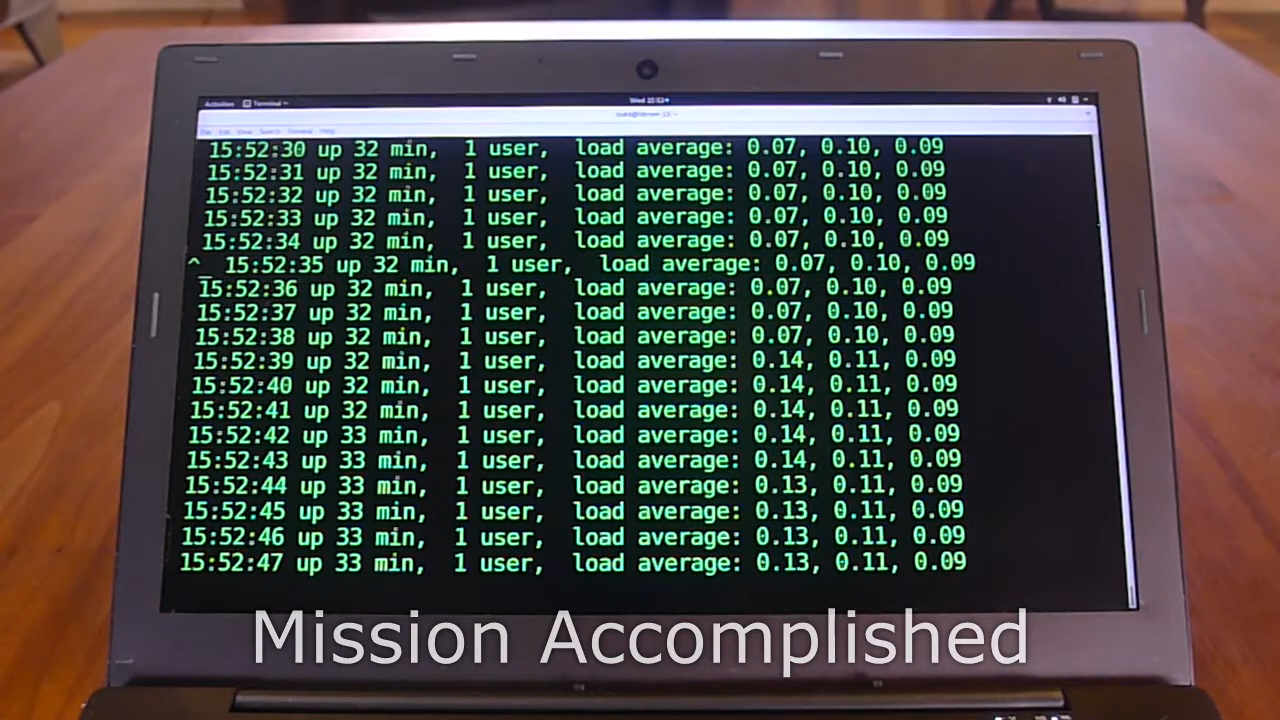 Activities Terminal
File Edit View Search Terminal Help
15:52:30 up 32 min,  1 user,  load average: 0.07, 0.10, 0.09
15:52:31 up 32 min,  1 user,  load average: 0.07, 0.10, 0.09
15:52:32 up 32 min,  1 user,  load average: 0.07, 0.10, 0.09
15:52:33 up 32 min,  1 user,  load average: 0.07, 0.10, 0.09
15:52:34 up 32 min,  1 user,  load average: 0.07, 0.10, 0.09
^_ 15:52:35 up 32 min,  1 user,  load average: 0.07, 0.10, 0.09
15:52:36 up 32 min,  1 user,  load average: 0.07, 0.10, 0.09
15:52:37 up 32 min,  1 user,  load average: 0.07, 0.10, 0.09
15:52:38 up 32 min,  1 user,  load average: 0.07, 0.10, 0.09
15:52:39 up 32 min,  1 user,  load average: 0.14, 0.11, 0.09
15:52:40 up 32 min,  1 user,  load average: 0.14, 0.11, 0.09
15:52:41 up 32 min,  1 user,  load average: 0.14, 0.11, 0.09
15:52:42 up 33 min,  1 user,  load average: 0.14, 0.11, 0.09
15:52:43 up 33 min,  1 user,  load average: 0.14, 0.11, 0.09
15:52:44 up 33 min,  1 user,  load average: 0.13, 0.11, 0.09
15:52:45 up 33 min,  1 user,  load average: 0.13, 0.11, 0.09
15:52:46 up 33 min,  1 user,  load average: 0.13, 0.11, 0.09
15:52:47 up 33 min,  1 user,  load average: 0.13, 0.11, 0.09
Mission Accomplished